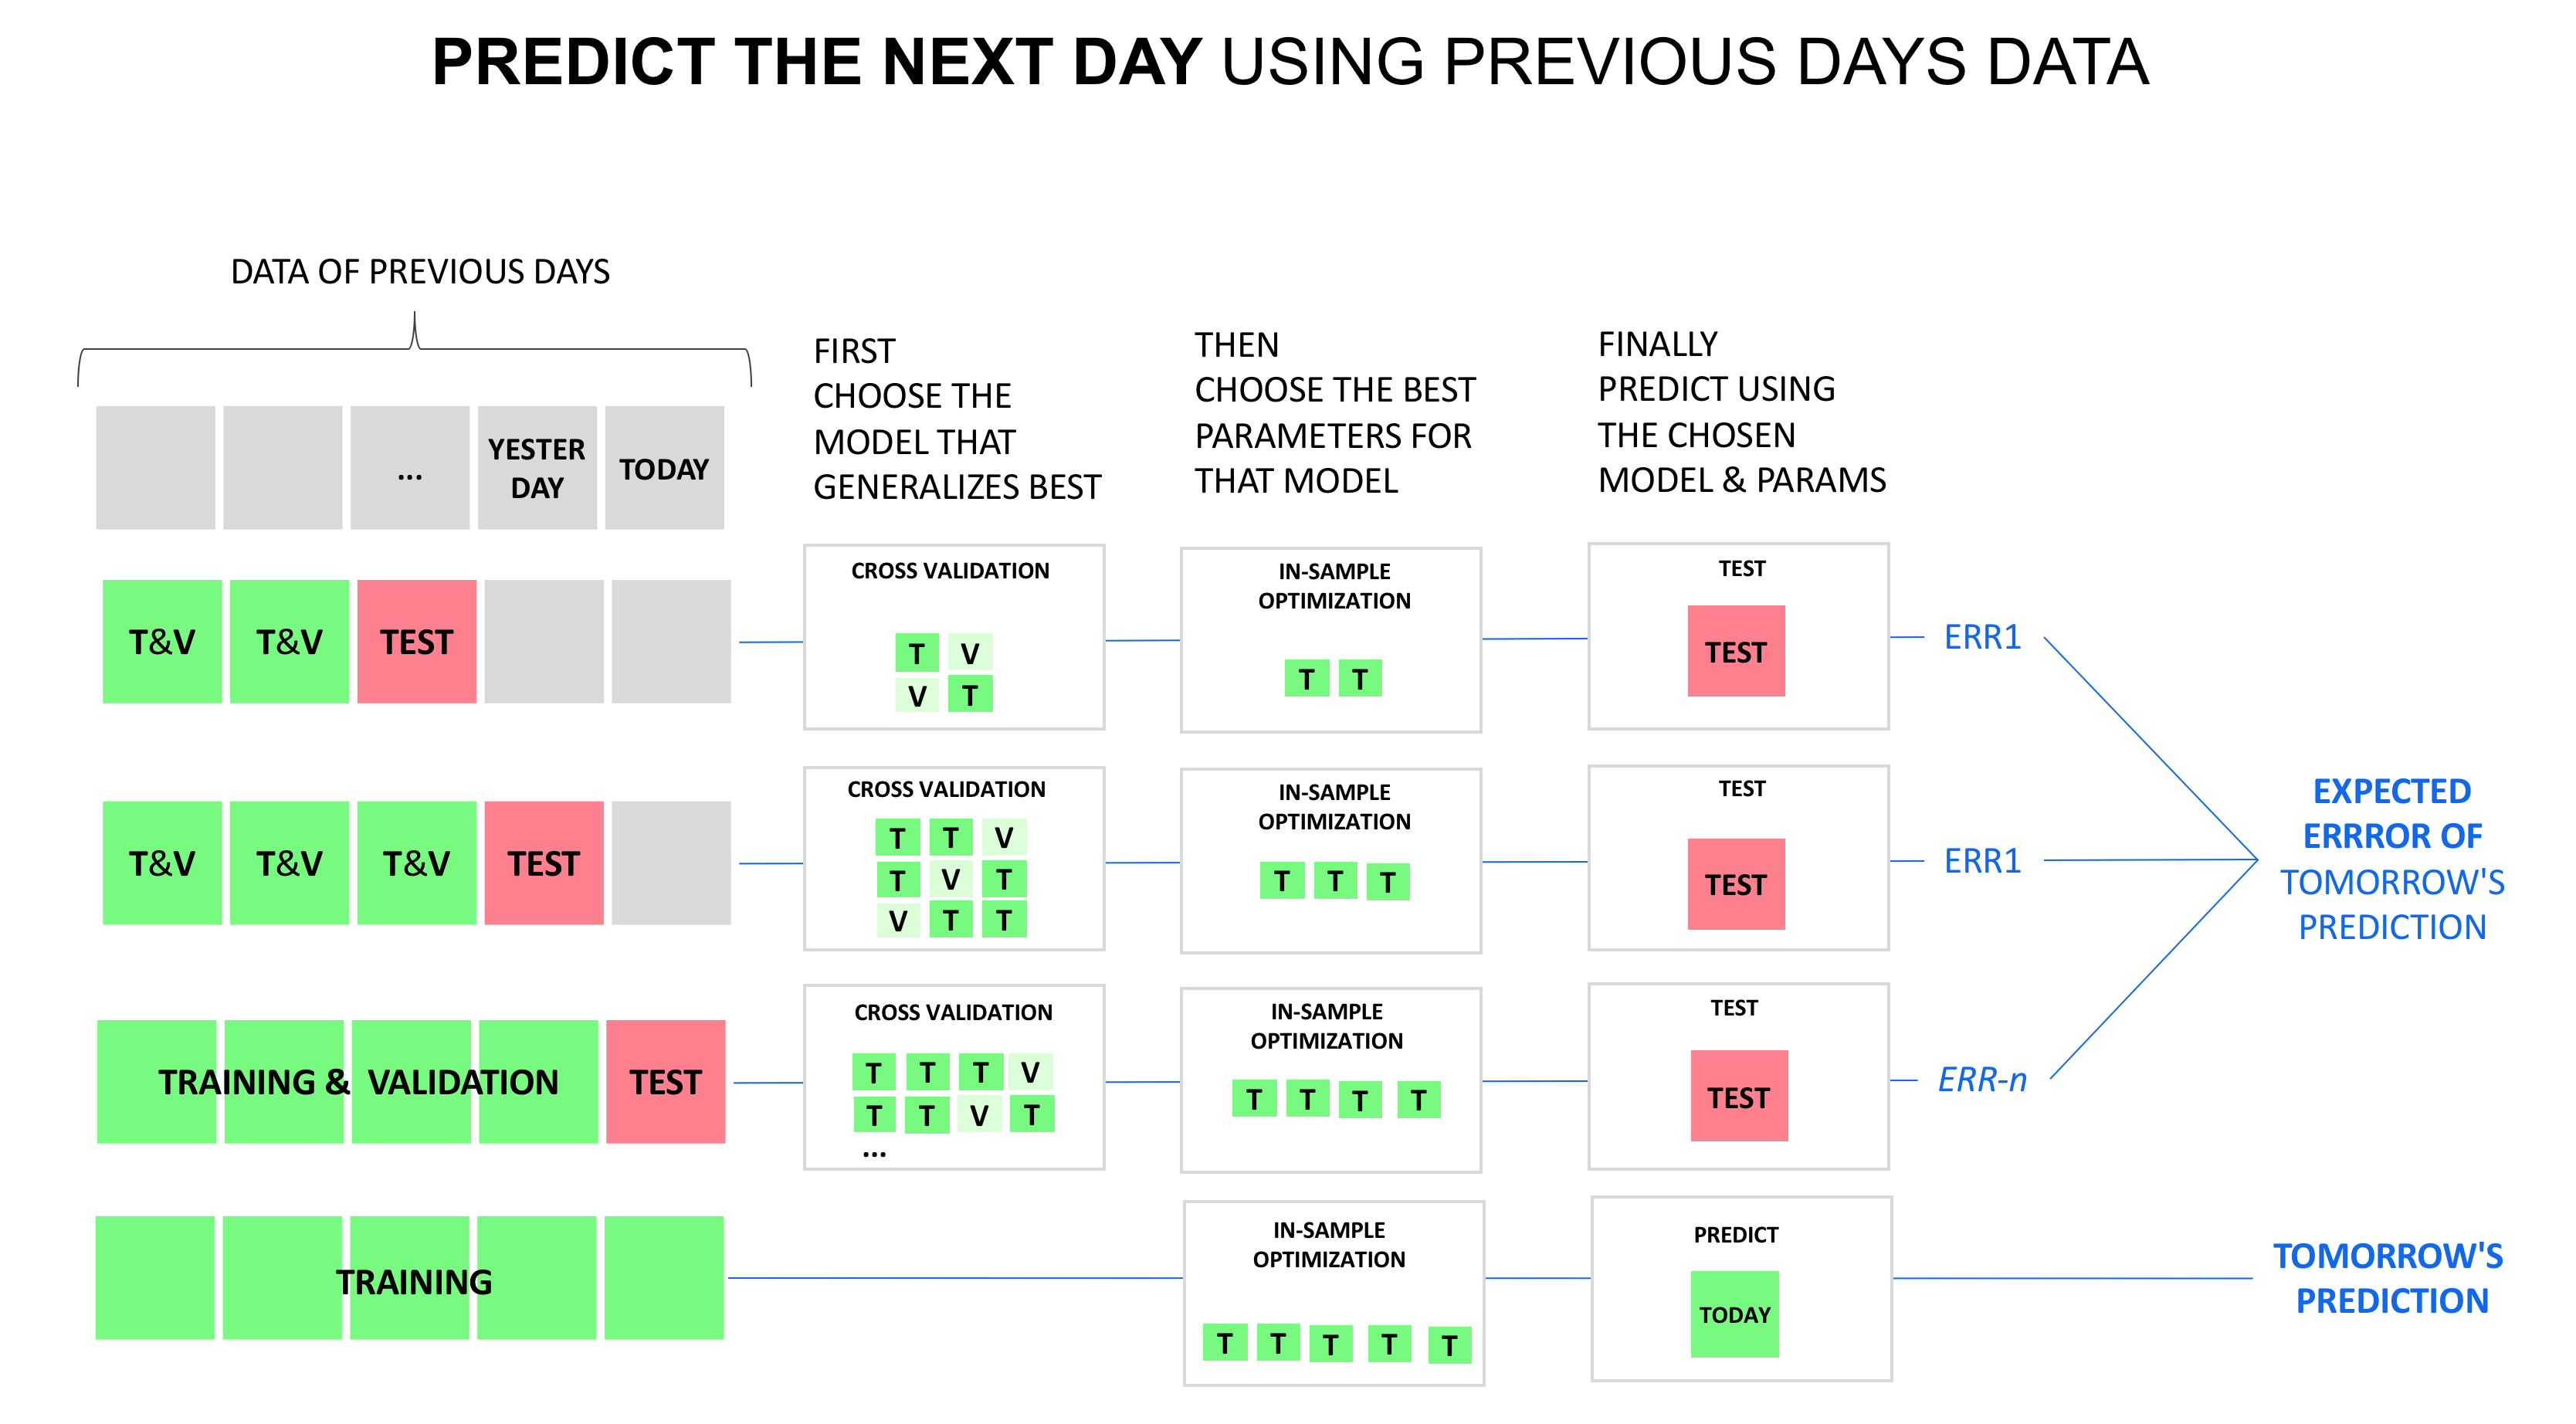 PREDICT THE NEXT DAY USING PREVIOUS DAYS DATA
DATA OF PREVIOUS DAYS
FIRST
CHOOSE THE
MODEL THAT
GENERALIZES BEST
THEN
CHOOSE THE BEST
PARAMETERS FOR
THAT MODEL
FINALLY
PREDICT USING
THE CHOSEN
MODEL & PARAMS
...
YESTER
DAY
TODAY
T&V T&V TEST
CROSS VALIDATION
T V
V T
IN-SAMPLE
OPTIMIZATION
T T
TEST
TEST
ERR1
T&V T&V T&V TEST
CROSS VALIDATION
T T V
T V T
V T T
IN-SAMPLE
OPTIMIZATION
T T T
TEST
TEST
ERR1
EXPECTED
ERRROR OF
TOMORROW'S
PREDICTION
TRAINING & VALIDATION TEST
CROSS VALIDATION
T T T V
T T V T
...
IN-SAMPLE
OPTIMIZATION
T T T T
TEST
TEST
ERR-n
TRAINING
IN-SAMPLE
OPTIMIZATION
T T T T T
PREDICT
TODAY
TOMORROW'S
PREDICTION